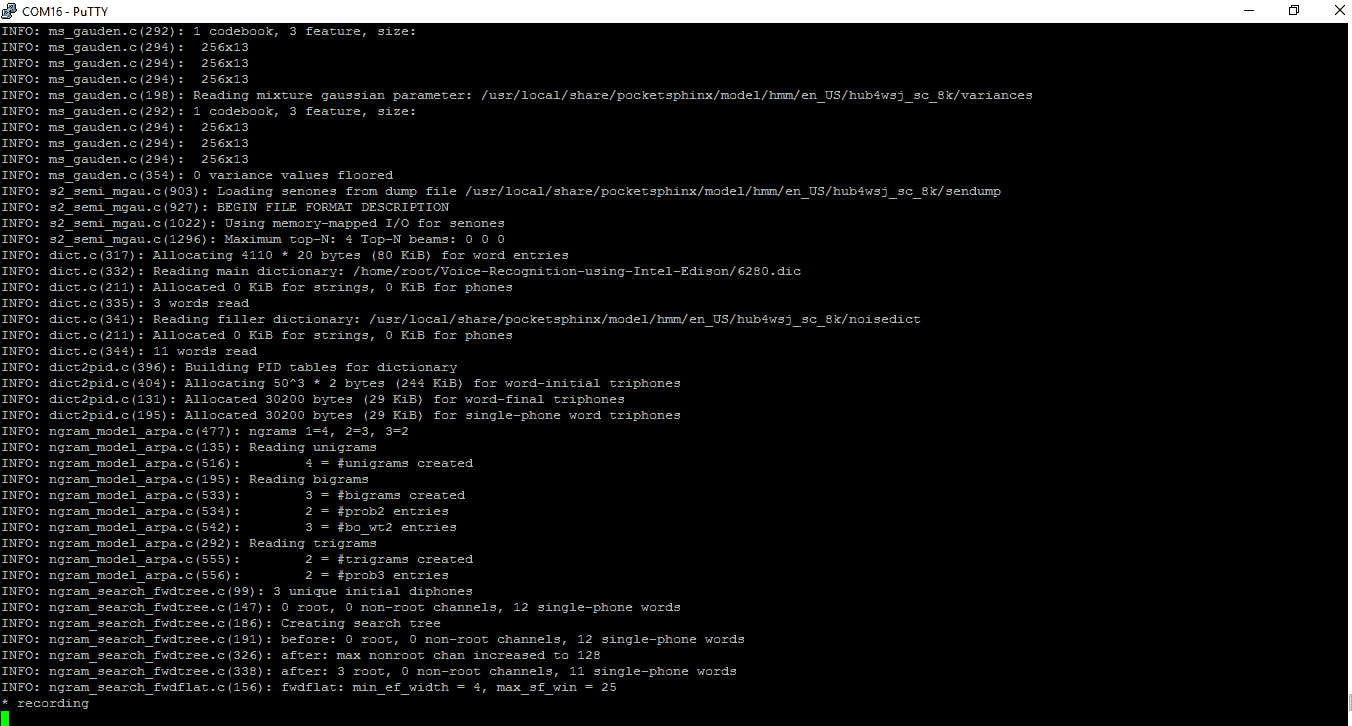 COM16 - PuTTY
INFO: ms_gauden.c(292): 1 codebook, 3 feature, size:
INFO: ms_gauden.c(294):  256x13
INFO: ms_gauden.c(294):  256x13
INFO: ms_gauden.c(294):  256x13
INFO: ms_gauden.c(198): Reading mixture gaussian parameter: /usr/local/share/pocketsphinx/model/hmm/en_US/hub4wsj_sc_8k/variances
INFO: ms_gauden.c(292): 1 codebook, 3 feature, size:
INFO: ms_gauden.c(294):  256x13
INFO: ms_gauden.c(294):  256x13
INFO: ms_gauden.c(294):  256x13
INFO: ms_gauden.c(354): 0 variance values floored
INFO: s2_semi_mgau.c(903): Loading senones from dump file /usr/local/share/pocketsphinx/model/hmm/en_US/hub4wsj_sc_8k/sendump
INFO: s2_semi_mgau.c(927): BEGIN FILE FORMAT DESCRIPTION
INFO: s2_semi_mgau.c(1022): Using memory-mapped I/O for senones
INFO: s2_semi_mgau.c(1296): Maximum top-N: 4 Top-N beams: 0 0 0
INFO: dict.c(317): Allocating 4110 * 20 bytes (80 KiB) for word entries
INFO: dict.c(332): Reading main dictionary: /home/root/Voice-Recognition-using-Intel-Edison/6280.dic
INFO: dict.c(211): Allocated 0 KiB for strings, 0 KiB for phones
INFO: dict.c(335): 3 words read
INFO: dict.c(341): Reading filler dictionary: /usr/local/share/pocketsphinx/model/hmm/en_US/hub4wsj_sc_8k/noisedict
INFO: dict.c(211): Allocated 0 KiB for strings, 0 KiB for phones
INFO: dict.c(344): 11 words read
INFO: dict2pid.c(396): Building PID tables for dictionary
INFO: dict2pid.c(404): Allocating 50^3 * 2 bytes (244 KiB) for word-initial triphones
INFO: dict2pid.c(131): Allocated 30200 bytes (29 KiB) for word-final triphones
INFO: dict2pid.c(195): Allocated 30200 bytes (29 KiB) for single-phone word triphones
INFO: ngram_model_arpa.c(477): ngrams 1=4, 2=3, 3=2
INFO: ngram_model_arpa.c(135): Reading unigrams
INFO: ngram_model_arpa.c(516):        4 = #unigrams created
INFO: ngram_model_arpa.c(195): Reading bigrams
INFO: ngram_model_arpa.c(533):        3 = #bigrams created
INFO: ngram_model_arpa.c(534):        2 = #prob2 entries
INFO: ngram_model_arpa.c(542):        3 = #bo_wt2 entries
INFO: ngram_model_arpa.c(292): Reading trigrams
INFO: ngram_model_arpa.c(555):        2 = #trigrams created
INFO: ngram_model_arpa.c(556):        2 = #prob3 entries
INFO: ngram_search_fwdtree.c(99): 3 unique initial diphones
INFO: ngram_search_fwdtree.c(147): 0 root, 0 non-root channels, 12 single-phone words
INFO: ngram_search_fwdtree.c(186): Creating search tree
INFO: ngram_search_fwdtree.c(191): before: 0 root, 0 non-root channels, 12 single-phone words
INFO: ngram_search_fwdtree.c(326): after: max nonroot chan increased to 128
INFO: ngram_search_fwdtree.c(338): after: 3 root, 0 non-root channels, 11 single-phone words
INFO: ngram_search_fwdflat.c(156): fwdflat: min_ef_width = 4, max_sf_win = 25
* recording